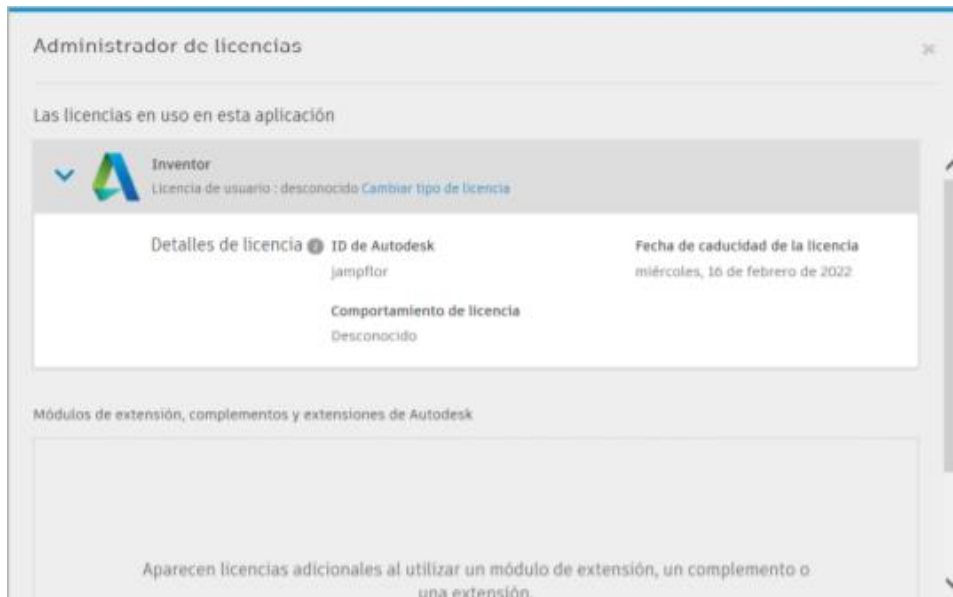 Administrador de licencias
Las licencias en uso en esta aplicación
Inventor
Licencia de usuario : desconocido Cambiar tipo de licencia
Detalles de licencia i ID de Autodesk
Fecha de caducidad de la licencia
jampflor
miércoles, 16 de febrero de 2022
Comportamiento de licencia
Desconocido
Módulos de extensión, complementos y extensiones de Autodesk
Aparecen licencias adicionales al utilizar un módulo de extensión, un complemento o
una extensión.